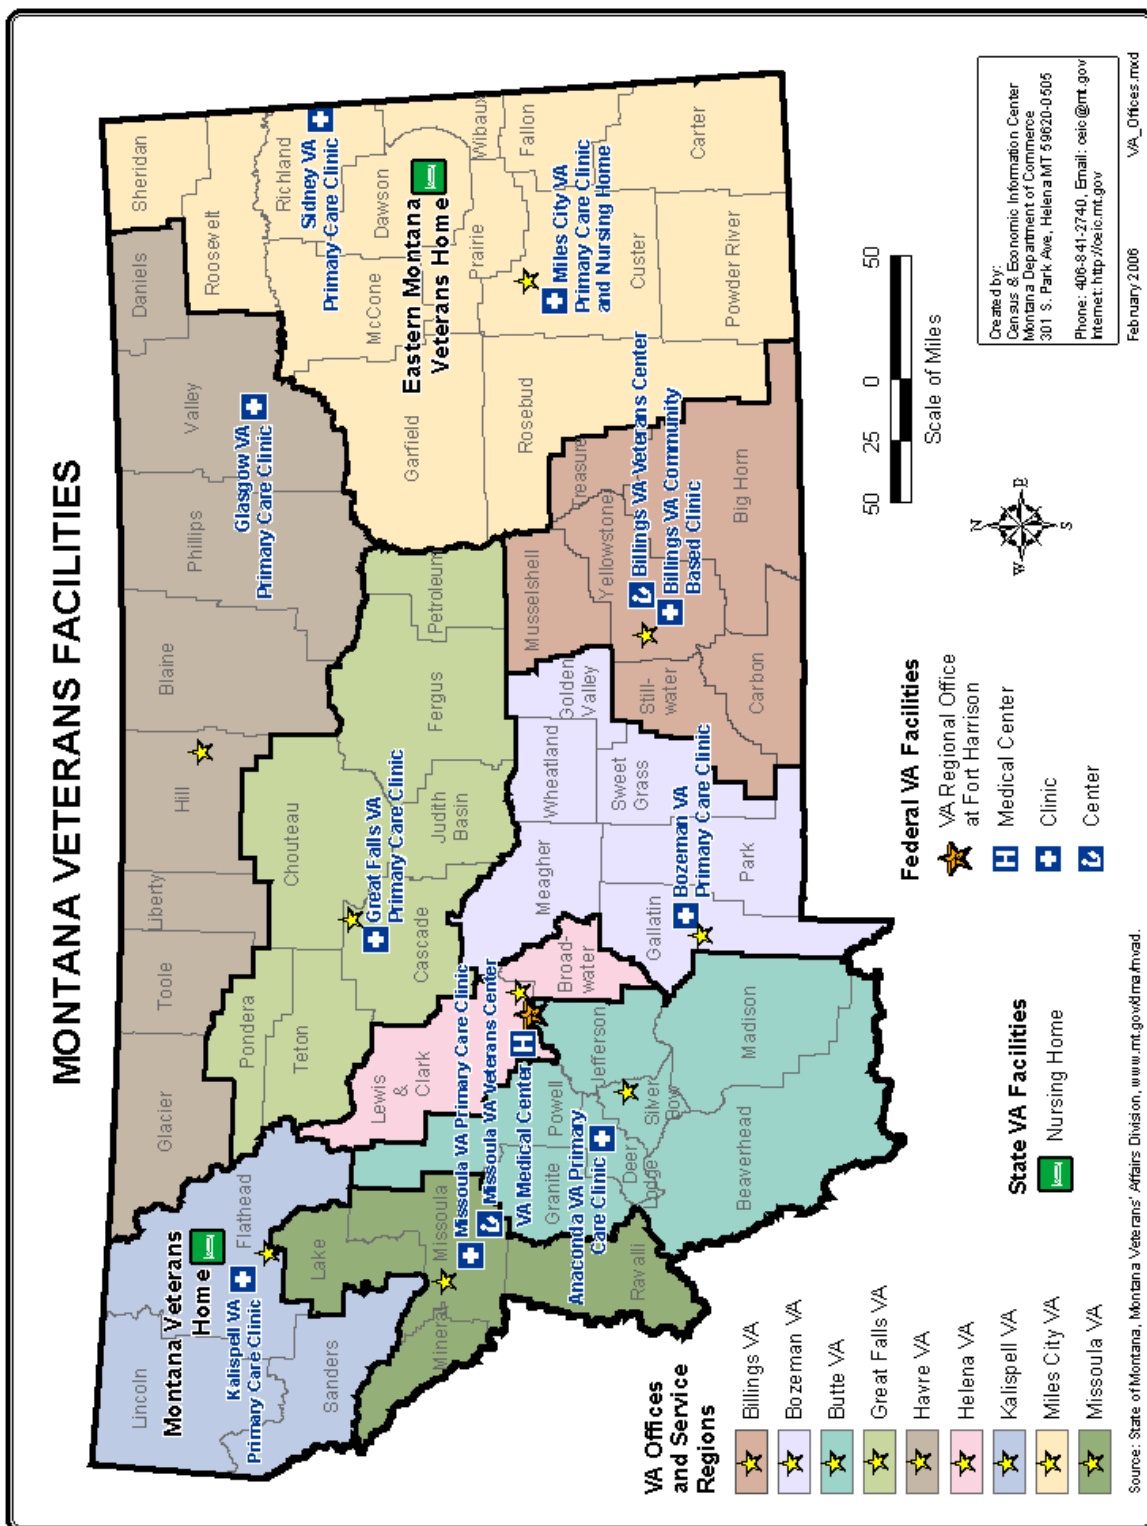 MONTANA VETERANS FACILITIES
Lincoln
Flathead
Sanders
Lake
Glacier
Toole
Liberty
Hill
Blaine
Phillips
Valley
Daniels
Sheridan
Roosevelt
Richland
Pondera
Teton
Chouteau
Cascade
Judith
Basin
Fergus
Petroleum
Garfield
McCone
Dawson
Prairie
Wibaux
Fallon
Custer
Rosebud
Carter
Powder River
Mineral
Missoula
Ravalli
Lewis
&
Clark
Powell
Granite
Deer
Lodge
Silver
Bow
Jefferson
Broad-
water
Beaverhead
Madison
Meagher
Gallatin
Park
Wheatland
Sweet
Grass
Golden
Valley
Musselshell
Still-
water
Yellowstone
Treasure
Carbon
Big Horn
Montana Veterans
Home
Kalispell VA
Primary Care Clinic
Glasgow VA
Primary Care Clinic
Sidney VA
Primary Care Clinic
Great Falls VA
Primary Care Clinic
Eastern Montana
Veterans Home
Miles City VA
Primary Care Clinic
and Nursing Home
Missoula VA Primary Care Clinic
Missoula VA Veterans Center
VA Medical Center
H
Anaconda VA Primary
Care Clinic
Bozeman VA
Primary Care Clinic
Billings VA Veterans Center
Billings VA Community
Based Clinic
VA Offices
and Service
Regions
Billings VA
Bozeman VA
Butte VA
Great Falls VA
Havre VA
Helena VA
Kalispell VA
Miles City VA
Missoula VA
State VA Facilities
Nursing Home
Federal VA Facilities
VA Regional Office
at Fort Harrison
H Medical Center
Clinic
Center
N
W E
S
50 25 0 50
Scale of Miles
Created by:
Census & Economic Information Center
Montana Department of Commerce
301 S. Park Ave, Helena MT 59620-0505
Phone: 406-841-2740, Email: ceic@mt.gov
Internet: http://ceic.mt.gov
Source: State of Montana, Montana Veterans' Affairs Division, www.mt.gov/dma/mvad.
February 2006 VA_Offices.mxd